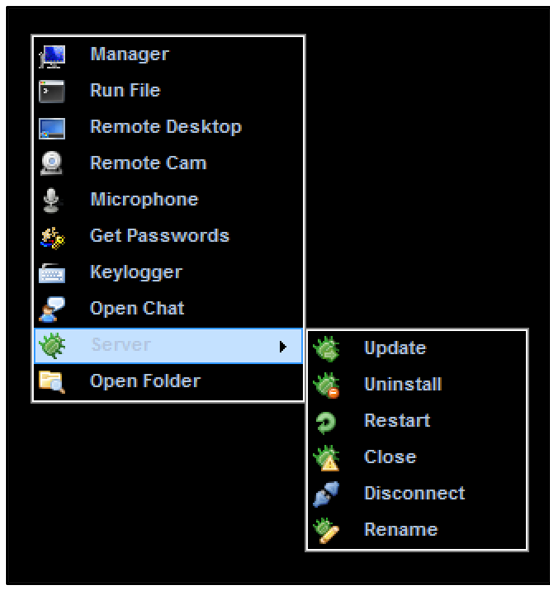 Manager
Run File
Remote Desktop
Remote Cam
Microphone
Get Passwords
Keylogger
Open Chat
Server
Open Folder
Update
Uninstall
Restart
Close
Disconnect
Rename